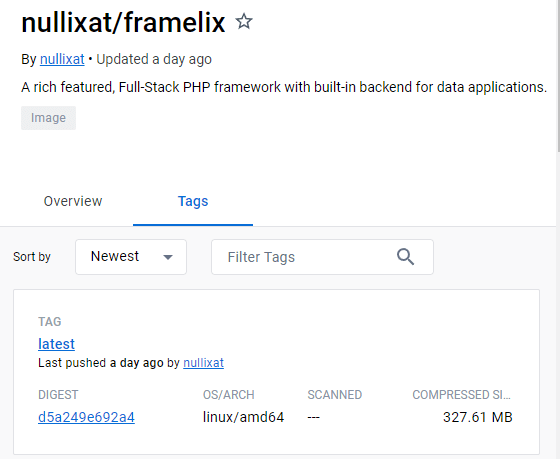 nullixat/framelix
By nullixat • Updated a day ago
A rich featured, Full-Stack PHP framework with built-in backend for data applications.
Image
Overview Tags
Sort by Newest Filter Tags
TAG
latest
Last pushed a day ago by nullixat
DIGEST OS/ARCH SCANNED COMPRESSED SI...
d5a249e692a4 linux/amd64 --- 327.61 MB